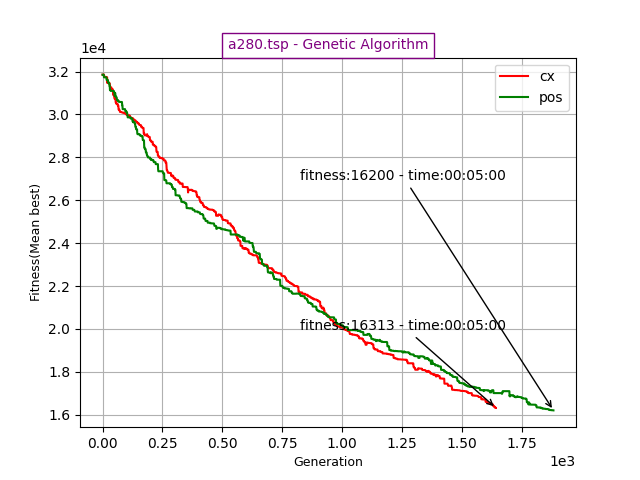 a280.tsp - Genetic Algorithm
1e4
3.2
3.0
2.8
2.6
2.4
2.2
2.0
1.8
1.6
Fitness(Mean best)
cx
pos
fitness:16200 - time:00:05:00
fitness:16313 - time:00:05:00
0.00 0.25 0.50 0.75 1.00 1.25 1.50 1.75
Generation
1e3